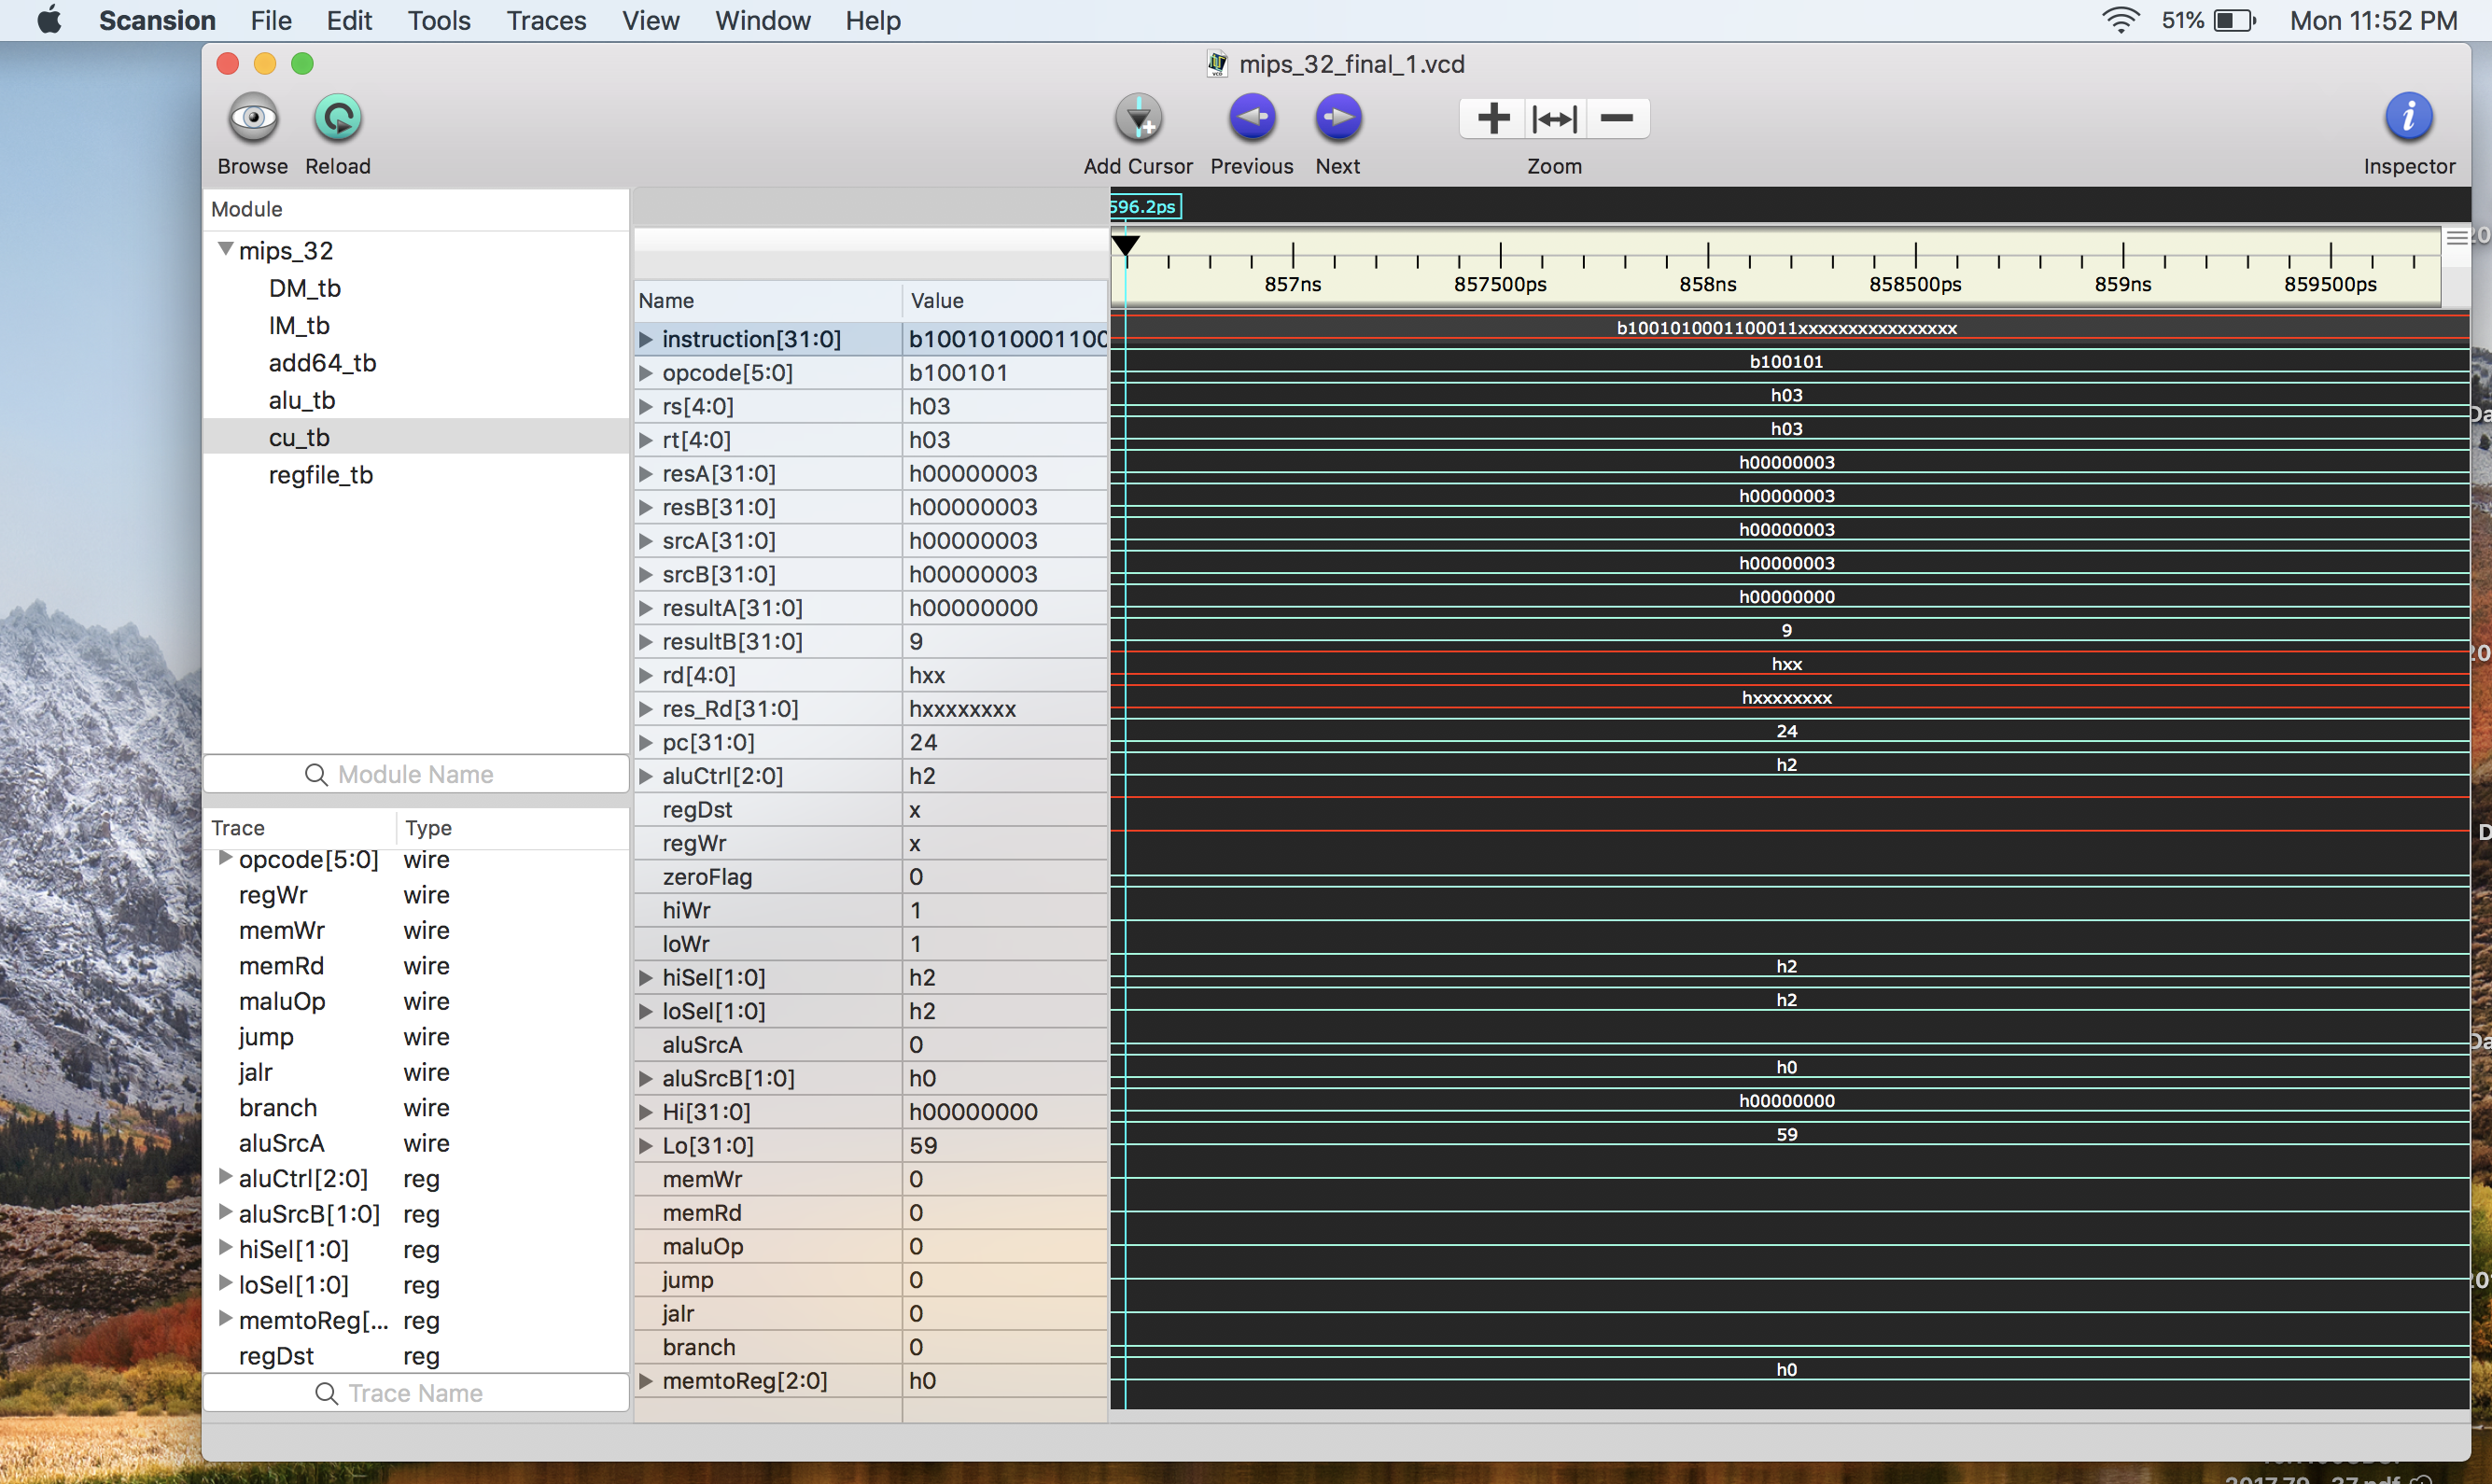 Scansion File Edit Tools Traces View Window Help 51% Mon 11:52 PM
mips_32_final_1.vcd
Browse Reload Add Cursor Previous Next Zoom Inspector
Module
mips_32
DM_tb
IM_tb
add64_tb
alu_tb
cu_tb
regfile_tb
Module Name
Trace Type
opcode[5:0] wire
regWr wire
memWr wire
memRd wire
maluOp wire
jump wire
jalr wire
branch wire
aluSrcA wire
aluCtrl[2:0] reg
aluSrcB[1:0] reg
hiSel[1:0] reg
loSel[1:0] reg
memtoReg[... reg
regDst reg
Trace Name
596.2ps
857ns 857500ps 858ns 858500ps 859ns 859500ps
Name Value
instruction[31:0] b1001010001100 b1001010001100011xxxxxxxxxxxxxxxx
opcode[5:0] b100101 b100101
rs[4:0] h03 h03
rt[4:0] h03 h03
resA[31:0] h00000003 h00000003
resB[31:0] h00000003 h00000003
srcA[31:0] h00000003 h00000003
srcB[31:0] h00000003 h00000003
resultA[31:0] h00000000 h00000000
resultB[31:0] 9 9
rd[4:0] hxx hxx
res_Rd[31:0] hxxxxxxxx hxxxxxxxx
pc[31:0] 24 24
aluCtrl[2:0] h2 h2
regDst x
regWr x
zeroFlag 0
hiWr 1
loWr 1
hiSel[1:0] h2 h2
loSel[1:0] h2 h2
aluSrcA 0
aluSrcB[1:0] h0 h0
Hi[31:0] h00000000 h00000000
Lo[31:0] 59 59
memWr 0
memRd 0
maluOp 0
jump 0
jalr 0
branch 0
memtoReg[2:0] h0 h0